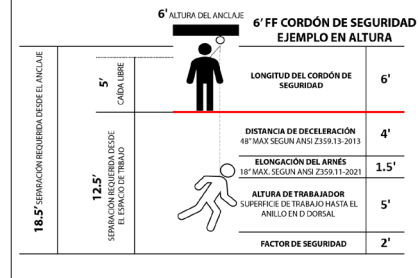 6' ALTURA DEL ANCLAJE
6' FF CORDÓN DE SEGURIDAD
EJEMPLO EN ALTURA
18.5' SEPARACIÓN REQUERIDA DESDE EL ANCLAJE
5'
CAÍDA LIBRE
12.5'
SEPARACIÓN REQUERIDA DESDE
EL ESPACIO DE TRABAJO
LONGITUD DEL CORDÓN DE
SEGURIDAD
6'
DISTANCIA DE DECELERACIÓN
48" MAX SEGUN ANSI Z359.13-2013
4'
ELONGACIÓN DEL ARNÉS
18" MAX. SEGUN ANSI Z359.11-2021
1.5'
ALTURA DE TRABAJADOR
SUPERFICIE DE TRABAJO HASTA EL
ANILLO EN D DORSAL
5'
FACTOR DE SEGURIDAD
2'